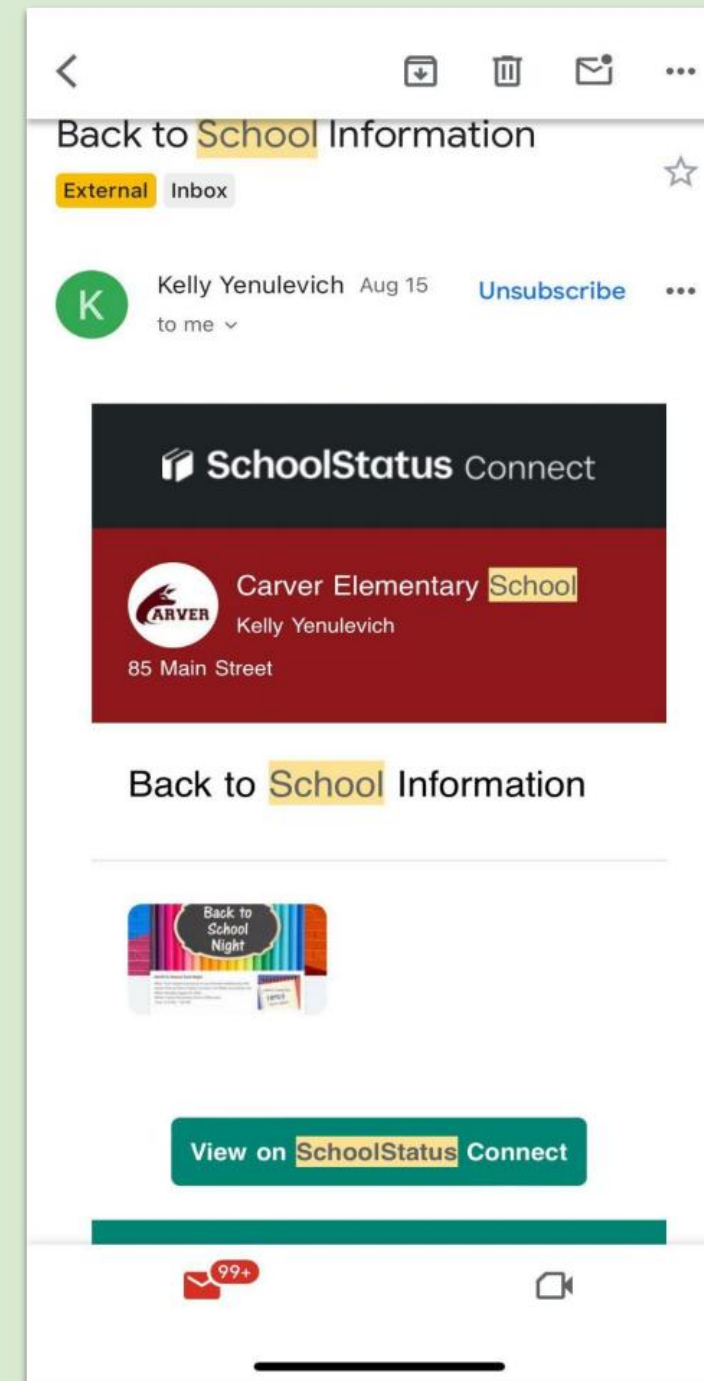 Back to School Information
External Inbox
Kelly Yenulevich Aug 15 Unsubscribe
to me
K
SchoolStatus Connect
Carver Elementary School
CARVER
Kelly Yenulevich
85 Main Street
Back to School Information
Back to
School
Night
View on SchoolStatus Connect
99+